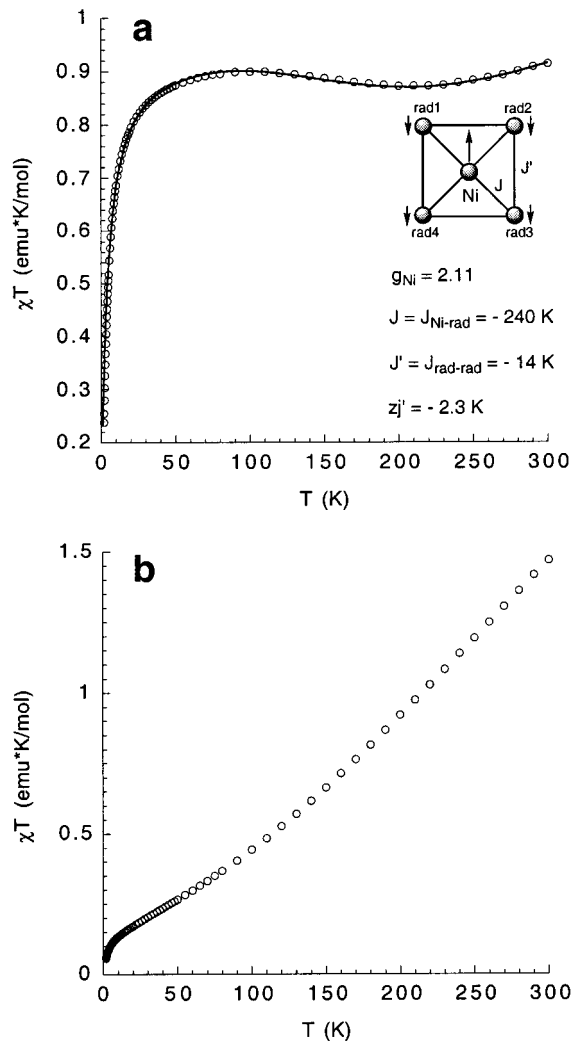 a
1
0.9
0.8
0.7
0.6
0.5
0.4
0.3
0.2
χT (emu*K/mol)
0 50 100 150 200 250 300
T (K)
rad1 rad2
J'
Ni J
rad4 rad3
gNi = 2.11
J = JNi-rad = - 240 K
J' = Jrad-rad = - 14 K
zj' = - 2.3 K
b
1.5
1
0.5
0
χT (emu*K/mol)
0 50 100 150 200 250 300
T (K)